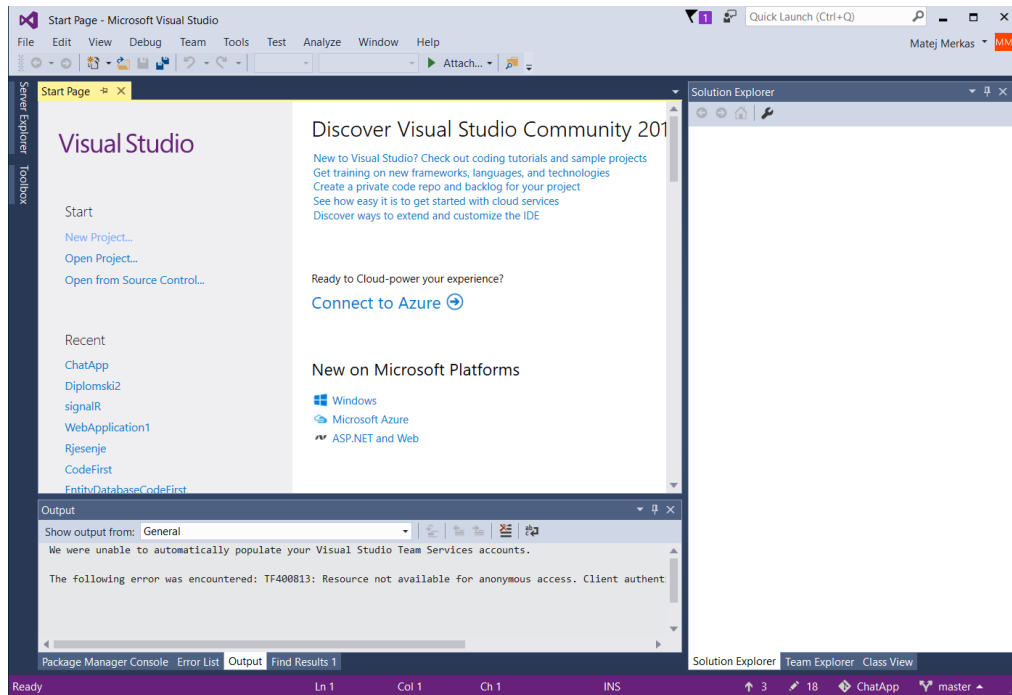 Start Page - Microsoft Visual Studio
1
Quick Launch (Ctrl+Q)
File Edit View Debug Team Tools Test Analyze Window Help
Matej Merkas MM
Attach...
Server Explorer
Toolbox
Start Page
Visual Studio
Start
New Project...
Open Project...
Open from Source Control...
Recent
ChatApp
Diplomski2
signalR
WebApplication1
Rjesenje
CodeFirst
EntityDatabaseCodeFirst
Discover Visual Studio Community 201
New to Visual Studio? Check out coding tutorials and sample projects
Get training on new frameworks, languages, and technologies
Create a private code repo and backlog for your project
See how easy it is to get started with cloud services
Discover ways to extend and customize the IDE
Ready to Cloud-power your experience?
Connect to Azure
New on Microsoft Platforms
Windows
Microsoft Azure
ASP.NET and Web
Solution Explorer
Output
Show output from: General
We were unable to automatically populate your Visual Studio Team Services accounts.
The following error was encountered: TF400813: Resource not available for anonymous access. Client authent
Package Manager Console Error List Output Find Results 1
Solution Explorer Team Explorer Class View
Ready Ln 1 Col 1 Ch 1 INS 3 18 ChatApp master